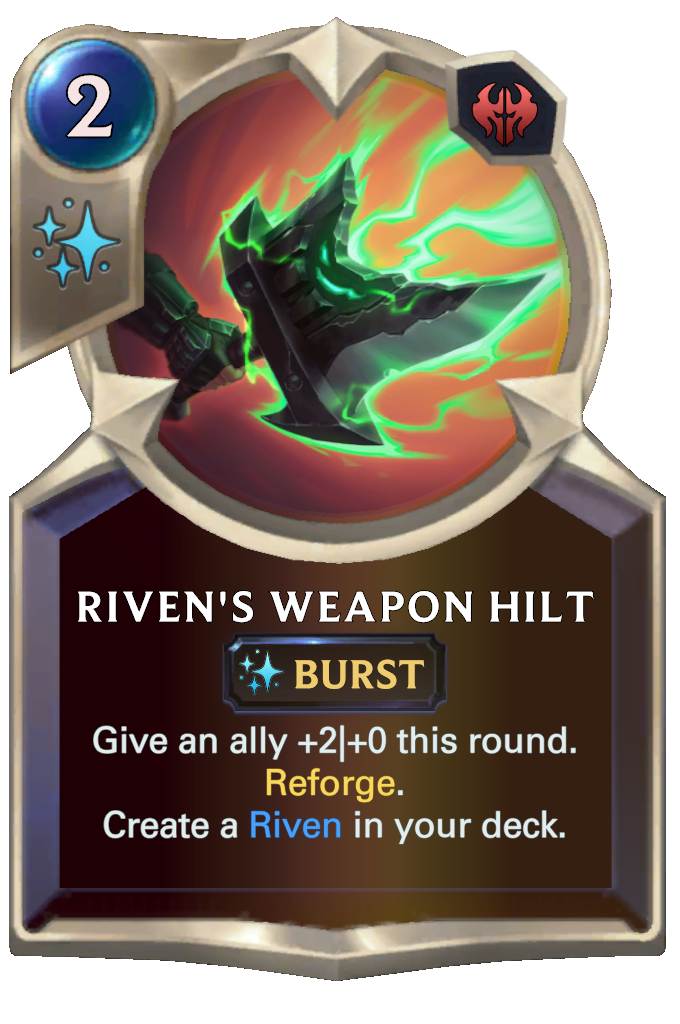 2
RIVEN'S WEAPON HILT
BURST
Give an ally +2|+0 this round.
Reforge.
Create a Riven in your deck.